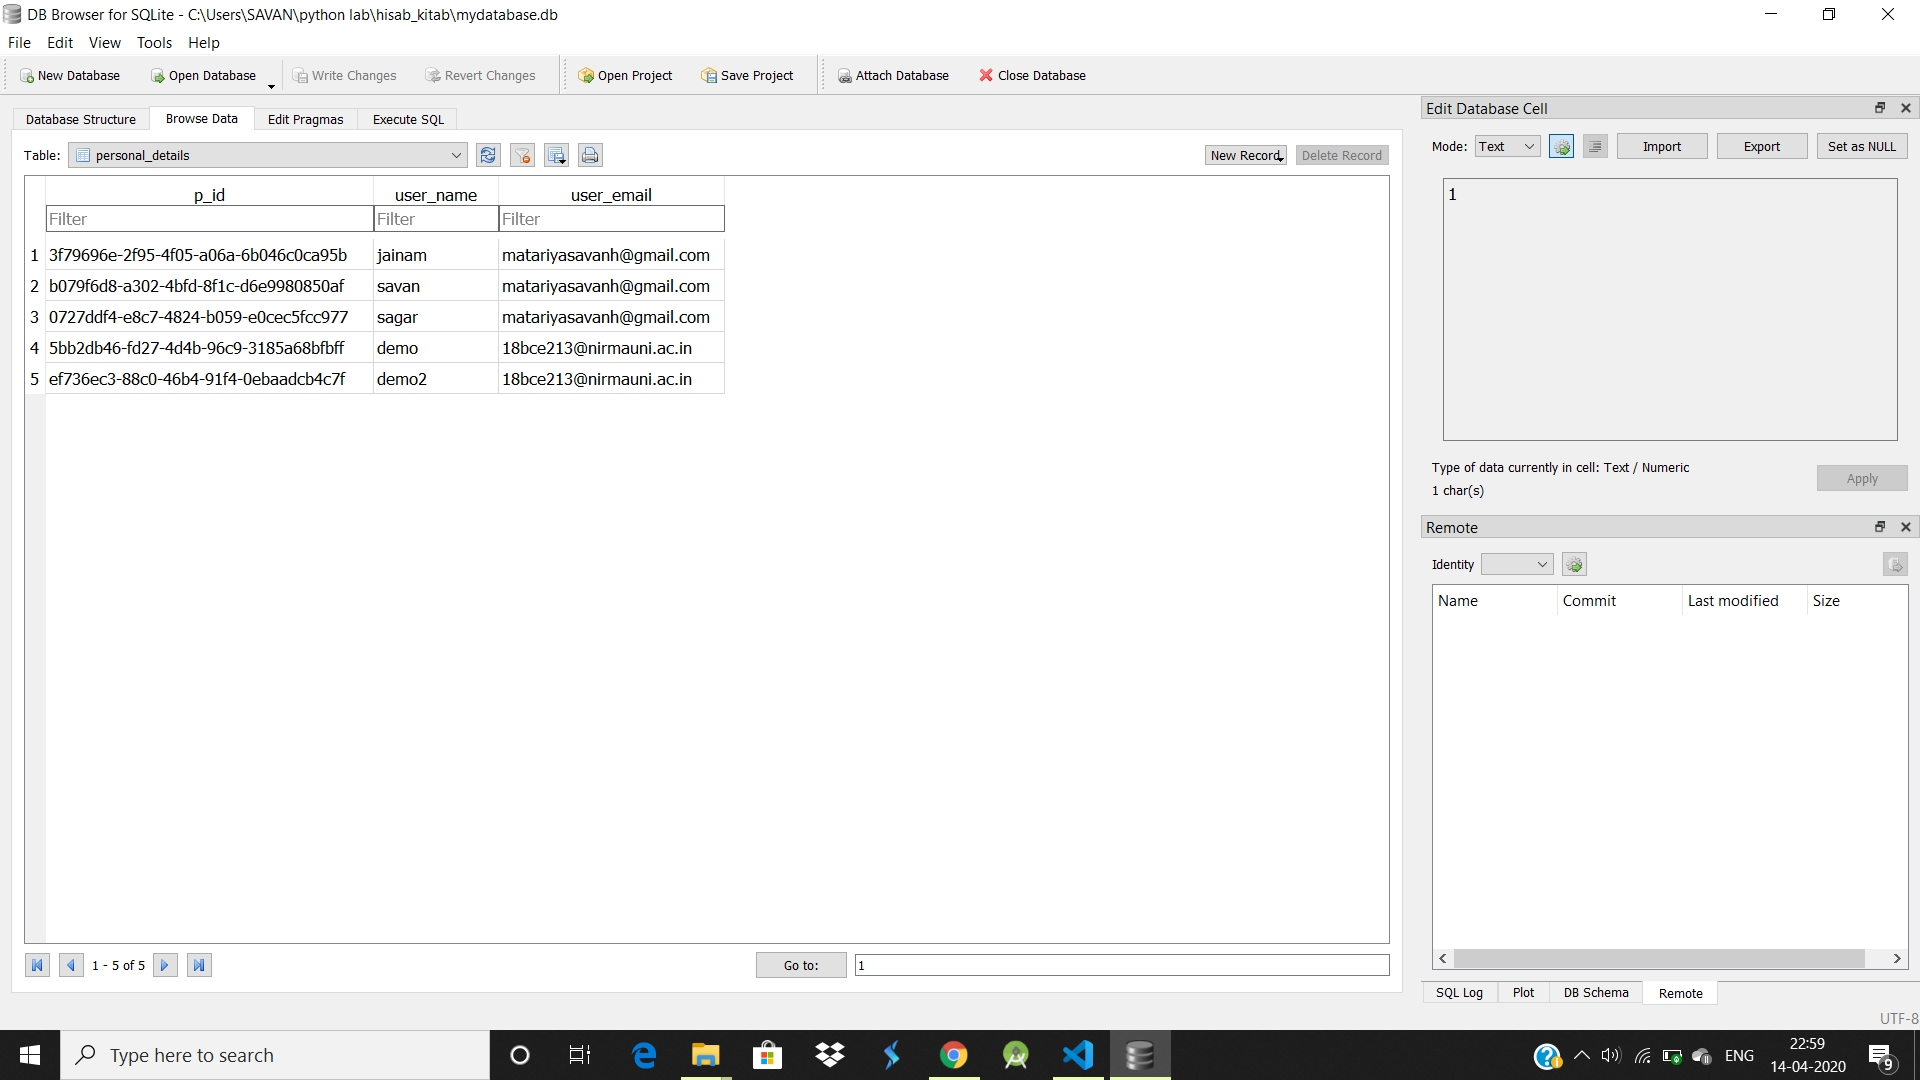 DB Browser for SQLite - C:\Users\SAVAN\python lab\hisab_kitab\mydatabase.db
File Edit View Tools Help
New Database Open Database Write Changes Revert Changes Open Project Save Project Attach Database Close Database
Database Structure Browse Data Edit Pragmas Execute SQL
Table: personal_details New Record Delete Record
p_id user_name user_email
Filter Filter Filter
1 3f79696e-2f95-4f05-a06a-6b046c0ca95b jainam matariyasavanh@gmail.com
2 b079f6d8-a302-4bfd-8f1c-d6e9980850af savan matariyasavanh@gmail.com
3 0727ddf4-e8c7-4824-b059-e0cec5fcc977 sagar matariyasavanh@gmail.com
4 5bb2db46-fd27-4d4b-96c9-3185a68bfbff demo 18bce213@nirmauni.ac.in
5 ef736ec3-88c0-46b4-91f4-0ebaadcb4c7f demo2 18bce213@nirmauni.ac.in
1 - 5 of 5 Go to: 1
Edit Database Cell
Mode: Text Import Export Set as NULL
1
Type of data currently in cell: Text / Numeric
1 char(s)
Apply
Remote
Identity
Name Commit Last modified Size
SQL Log Plot DB Schema Remote
UTF-8
Type here to search
ENG
22:59
14-04-2020
9